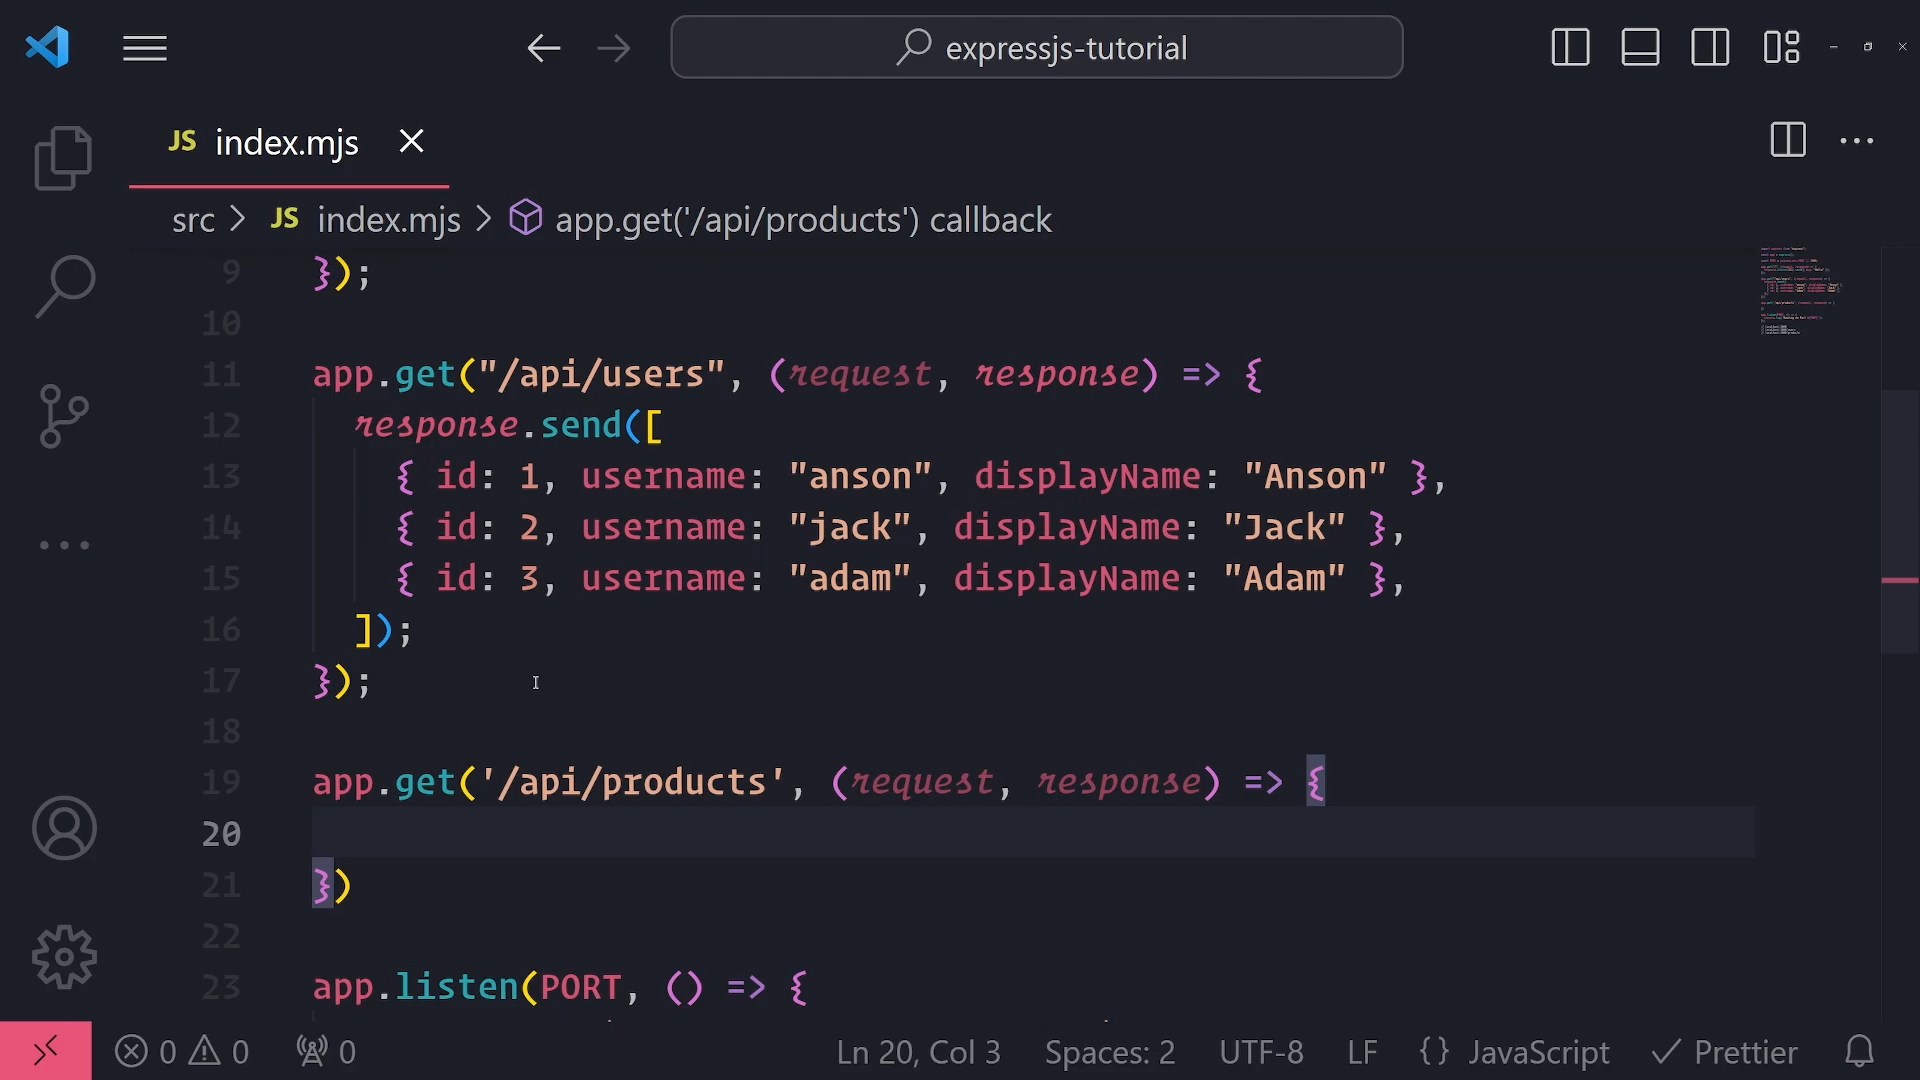 expressjs-tutorial
JS index.mjs
src > JS index.mjs > app.get('/api/products') callback
9 });
10
11 app.get("/api/users", (request, response) => {
12 response.send([
13 { id: 1, username: "anson", displayName: "Anson" },
14 { id: 2, username: "jack", displayName: "Jack" },
15 { id: 3, username: "adam", displayName: "Adam" },
16 ]);
17 });
18
19 app.get('/api/products', (request, response) => {
20
21 })
22
23 app.listen(PORT, () => {
0 0 0 Ln 20, Col 3 Spaces: 2 UTF-8 LF {} JavaScript Prettier